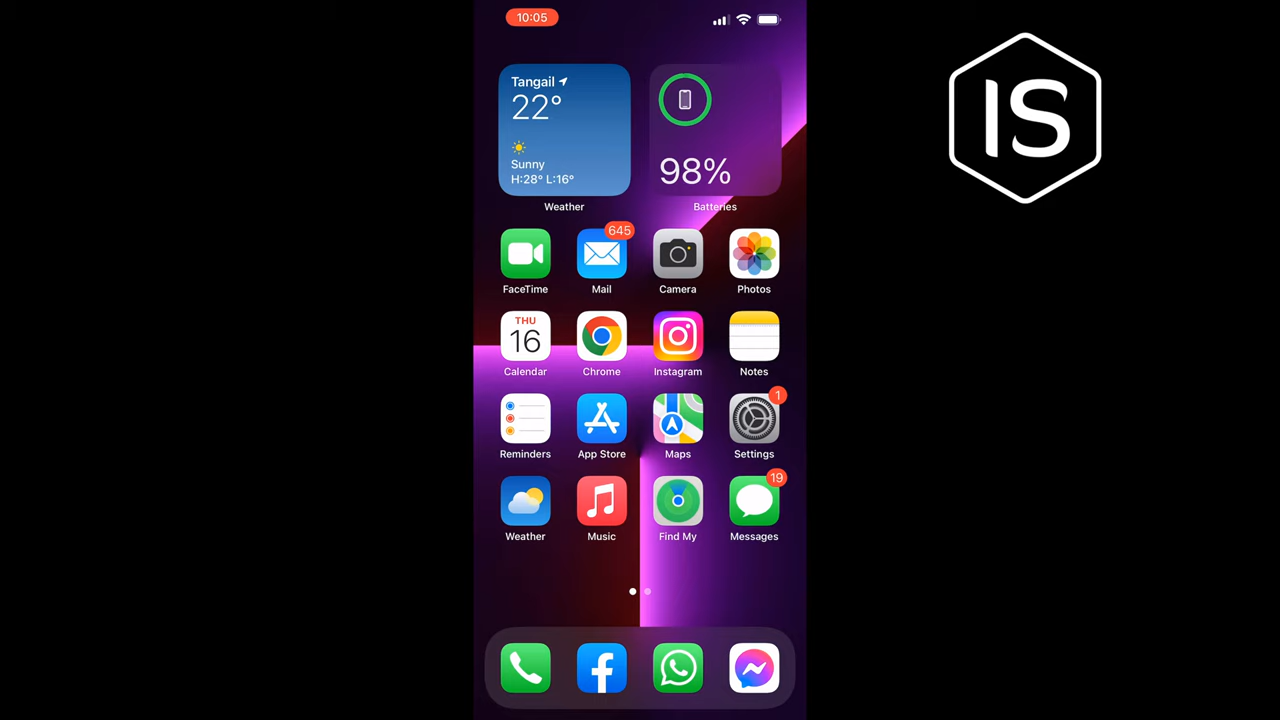 10:05
IS
Tangail
22°
Sunny
H:28° L:16°
Weather
98%
Batteries
FaceTime
645
Mail
Camera
Photos
THU
16
Calendar
Chrome
Instagram
Notes
Reminders
App Store
Maps
1
Settings
Weather
Music
Find My
19
Messages